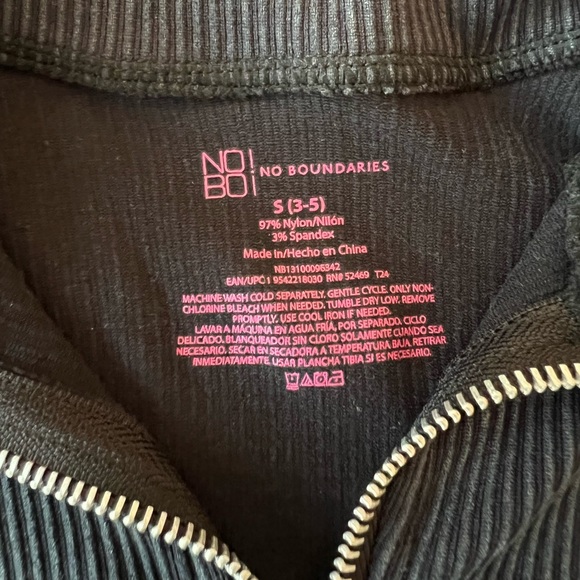 NO!
BO!
NO BOUNDARIES
S (3-5)
97% Nylon/Nilón
3% Spandex
Made in/Hecho en China
NB13100096342
EAN/UPC 1 9542218030 RN# 52469 T24
MACHINE WASH COLD SEPARATELY. GENTLE CYCLE. ONLY NON-
CHLORINE BLEACH WHEN NEEDED. TUMBLE DRY LOW. REMOVE
PROMPTLY. USE COOL IRON IF NEEDED.
LAVAR A MÁQUINA EN AGUA FRÍA, POR SEPARADO. CICLO
DELICADO. BLANQUEADOR SIN CLORO SOLAMENTE CUANDO SEA
NECESARIO. SECAR EN SECADORA A TEMPERATURA BAJA. RETIRAR
INMEDIATAMENTE. USAR PLANCHA TIBIA SI ES NECESARIO.